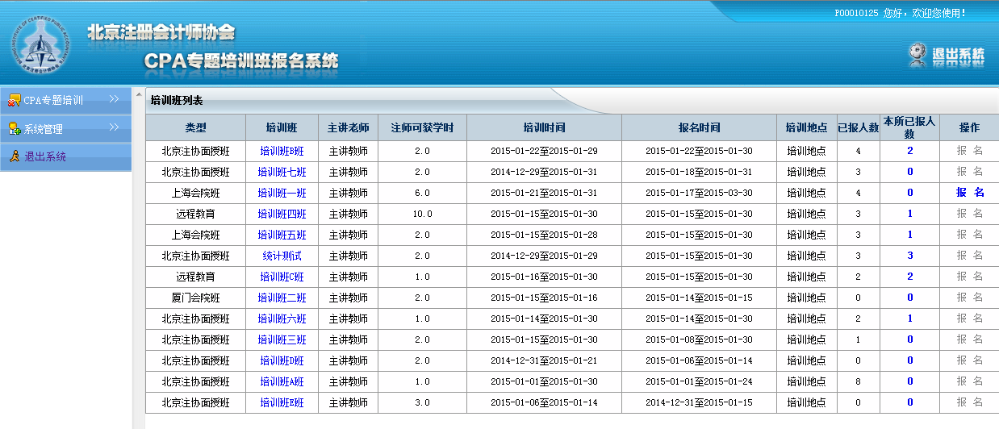 P00010125 您好，欢迎您使用！
北京注册会计师协会
CPA专题培训班报名系统
退出系统
CPA专题培训
系统管理
退出系统
培训班列表
类型 培训班 主讲老师 注师可获学时 培训时间 报名时间 培训地点 已报人数 本所已报人数 操作
北京注协面授班 培训班B班 主讲教师 2.0 2015-01-22至2015-01-29 2015-01-22至2015-01-30 培训地点 4 2 报 名
北京注协面授班 培训班七班 主讲教师 2.0 2014-12-29至2015-01-31 2015-01-18至2015-01-31 培训地点 3 0 报 名
上海会院班 培训班一班 主讲教师 6.0 2015-01-21至2015-01-31 2015-01-17至2015-03-30 培训地点 4 0 报 名
远程教育 培训班四班 主讲教师 10.0 2015-01-15至2015-01-30 2015-01-15至2015-01-30 培训地点 3 1 报 名
上海会院班 培训班五班 主讲教师 2.0 2015-01-15至2015-01-28 2015-01-15至2015-01-30 培训地点 3 1 报 名
北京注协面授班 统计测试 主讲教师 2.0 2014-12-29至2015-01-29 2015-01-15至2015-01-30 培训地点 3 3 报 名
远程教育 培训班C班 主讲教师 1.0 2015-01-16至2015-01-30 2015-01-15至2015-01-30 培训地点 2 2 报 名
厦门会院班 培训班二班 主讲教师 2.0 2015-01-15至2015-01-16 2015-01-14至2015-01-15 培训地点 0 0 报 名
北京注协面授班 培训班六班 主讲教师 1.0 2015-01-14至2015-01-30 2015-01-14至2015-01-30 培训地点 2 1 报 名
北京注协面授班 培训班三班 主讲教师 2.0 2015-01-15至2015-01-30 2015-01-08至2015-01-30 培训地点 1 0 报 名
北京注协面授班 培训班D班 主讲教师 2.0 2014-12-31至2015-01-21 2015-01-06至2015-01-14 培训地点 0 0 报 名
北京注协面授班 培训班A班 主讲教师 1.0 2015-01-01至2015-01-30 2015-01-01至2015-01-24 培训地点 8 0 报 名
北京注协面授班 培训班E班 主讲教师 3.0 2015-01-06至2015-01-14 2014-12-31至2015-01-15 培训地点 0 0 报 名